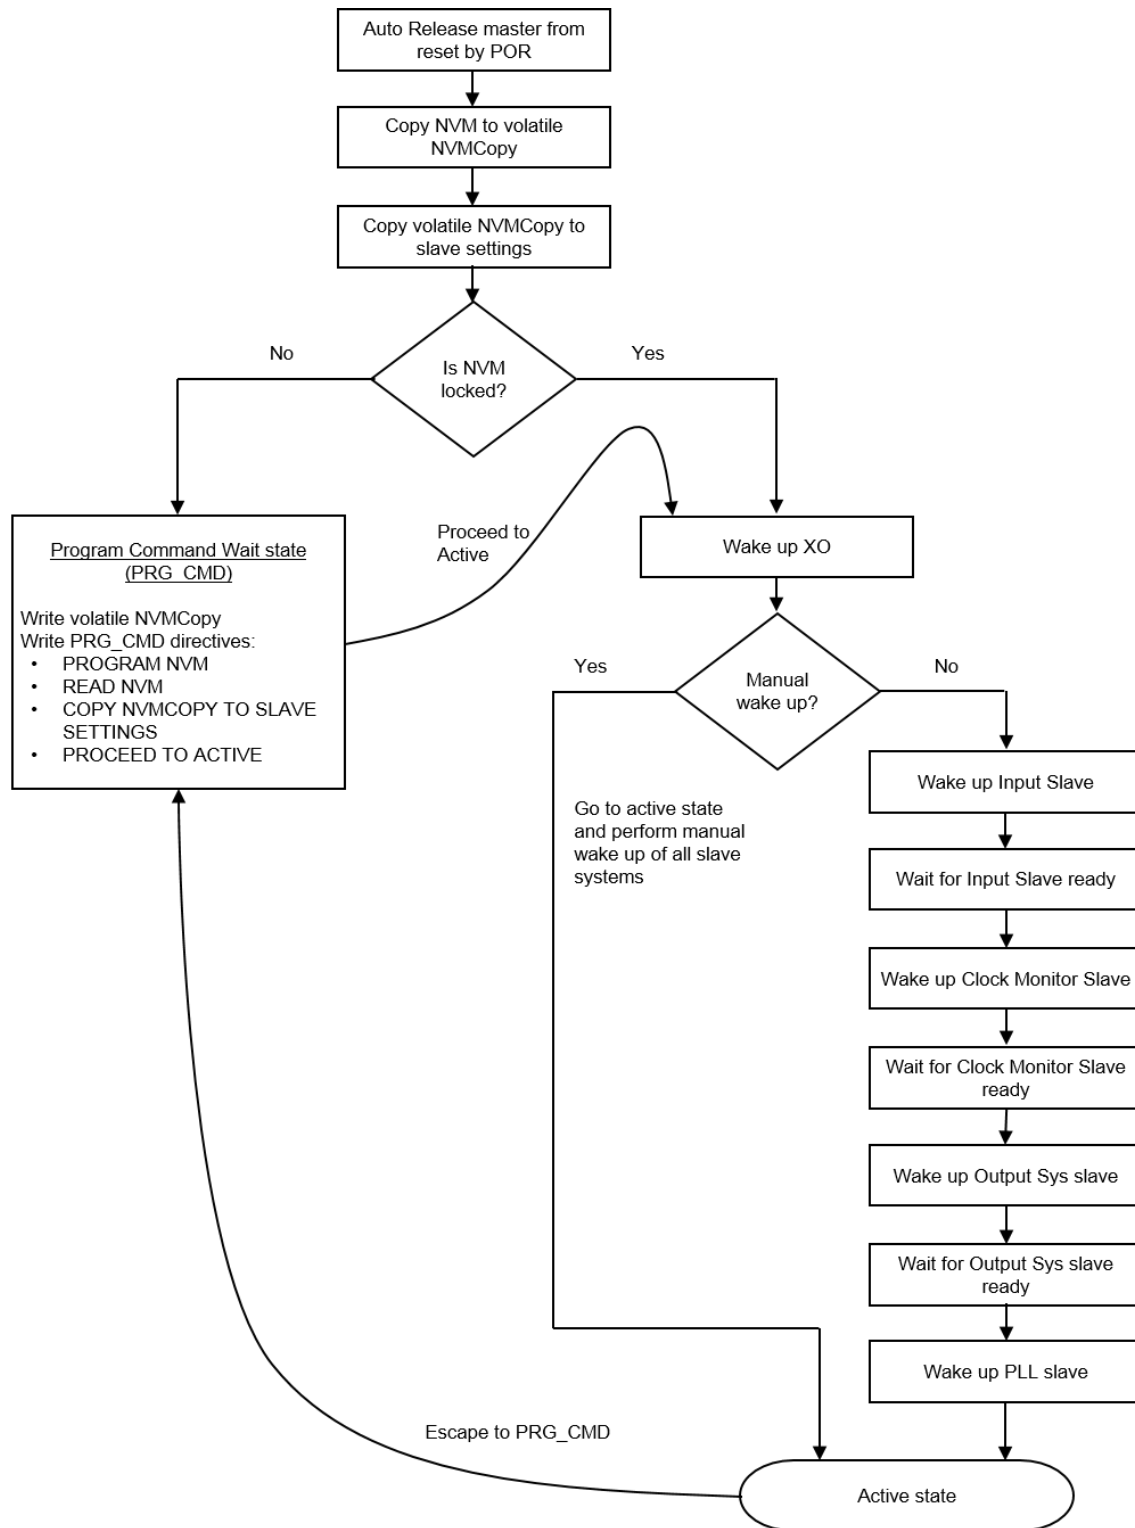 Auto Release master from
reset by POR
Copy NVM to volatile
NVMCopy
Copy volatile NVMCopy to
slave settings
No
Yes
Is NVM
locked?
Proceed to
Active
Program Command Wait state
(PRG_CMD)
Write volatile NVMCopy
Write PRG_CMD directives:
• PROGRAM NVM
• READ NVM
• COPY NVMCOPY TO SLAVE
SETTINGS
• PROCEED TO ACTIVE
Wake up XO
Yes
No
Manual
wake up?
Go to active state
and perform manual
wake up of all slave
systems
Wake up Input Slave
Wait for Input Slave ready
Wake up Clock Monitor Slave
Wait for Clock Monitor Slave
ready
Wake up Output Sys slave
Wait for Output Sys slave
ready
Wake up PLL slave
Escape to PRG_CMD
Active state